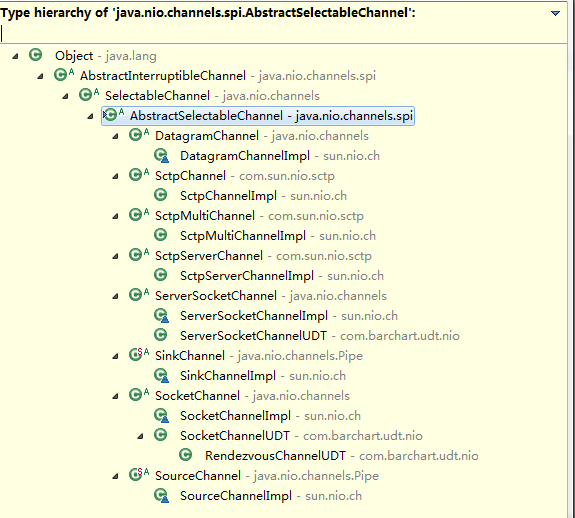 Type hierarchy of 'java.nio.channels.spi.AbstractSelectableChannel':
Object - java.lang
AbstractInterruptibleChannel - java.nio.channels.spi
SelectableChannel - java.nio.channels
AbstractSelectableChannel - java.nio.channels.spi
DatagramChannel - java.nio.channels
DatagramChannelImpl - sun.nio.ch
SctpChannel - com.sun.nio.sctp
SctpChannelImpl - sun.nio.ch
SctpMultiChannel - com.sun.nio.sctp
SctpMultiChannelImpl - sun.nio.ch
SctpServerChannel - com.sun.nio.sctp
SctpServerChannelImpl - sun.nio.ch
ServerSocketChannel - java.nio.channels
ServerSocketChannelImpl - sun.nio.ch
ServerSocketChannelUDT - com.barchart.udt.nio
SinkChannel - java.nio.channels.Pipe
SinkChannelImpl - sun.nio.ch
SocketChannel - java.nio.channels
SocketChannelImpl - sun.nio.ch
SocketChannelUDT - com.barchart.udt.nio
RendezvousChannelUDT - com.barchart.udt.nio
SourceChannel - java.nio.channels.Pipe
SourceChannelImpl - sun.nio.ch